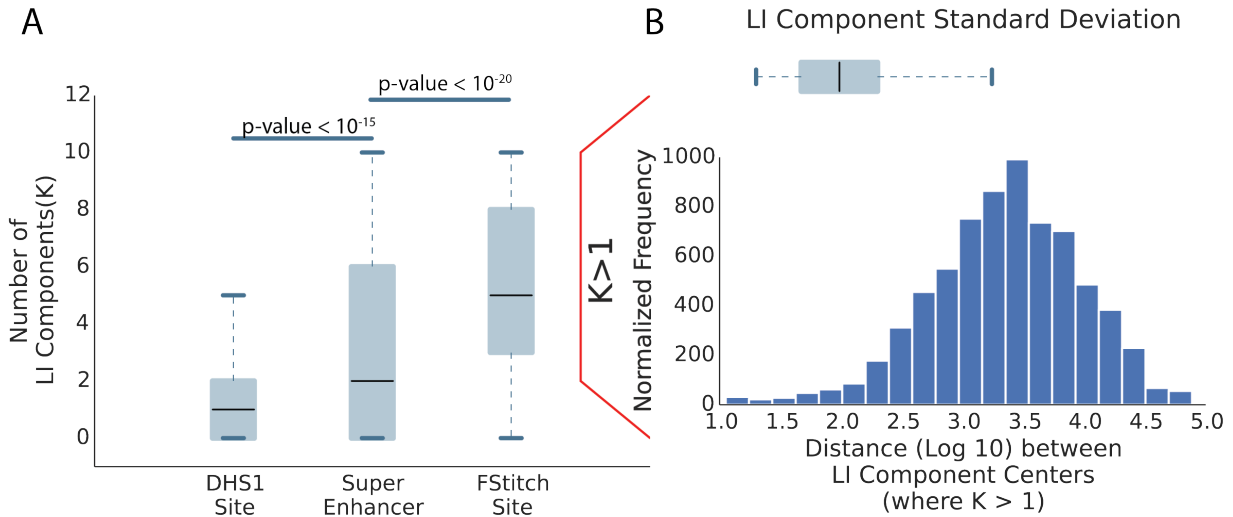 A
p-value < 10-20
p-value < 10-15
12
10
8
6
4
2
0
Number of
LI Components(K)
DHS1
Site
Super
Enhancer
FStitch
Site
K>1
B
LI Component Standard Deviation
Normalized Frequency
1000
800
600
400
200
0
1.0 1.5 2.0 2.5 3.0 3.5 4.0 4.5 5.0
Distance (Log 10) between
LI Component Centers
(where K > 1)